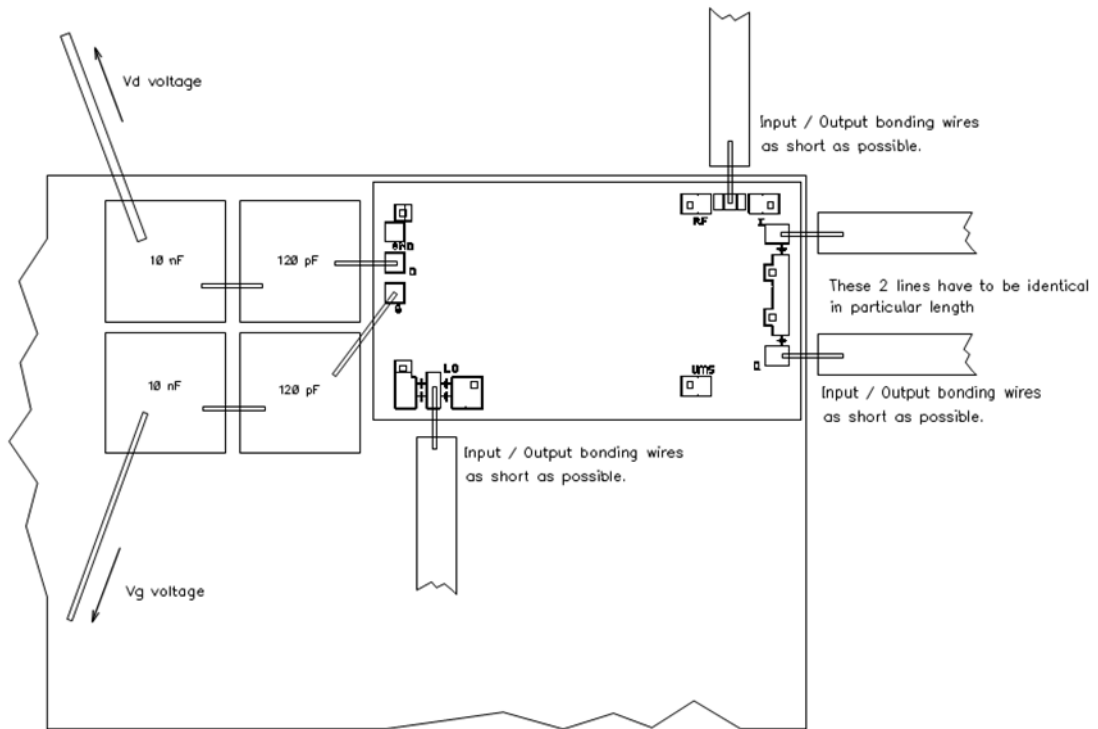 Vd voltage
Input / Output bonding wires
as short as possible.
RF
I
GND
10 nF
120 pF
D
These 2 lines have to be identical
in particular length
G
10 nF
120 pF
LO
UMS
Q
Input / Output bonding wires
as short as possible.
Input / Output bonding wires
as short as possible.
Vg voltage